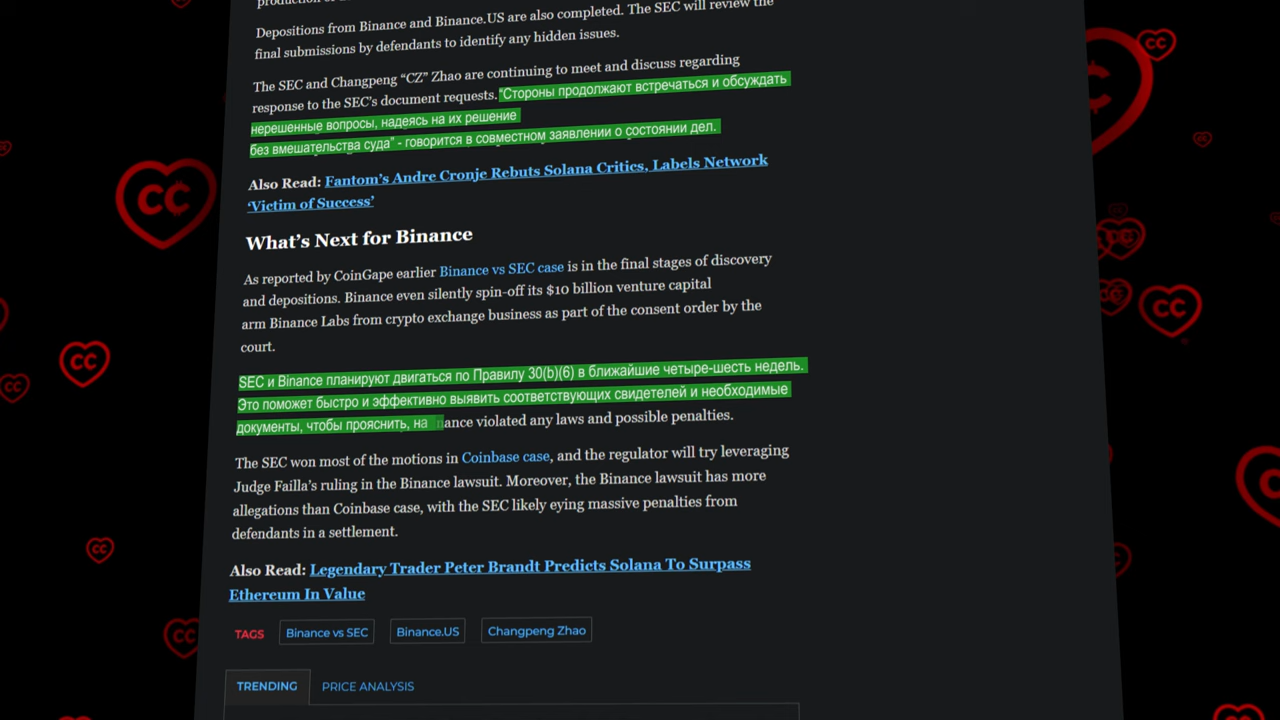 Depositions from Binance and Binance.US are also completed. The SEC will review the
final submissions by defendants to identify any hidden issues.
The SEC and Changpeng “CZ” Zhao are continuing to meet and discuss regarding
response to the SEC’s document requests. "Стороны продолжают встречаться и обсуждать
нерешенные вопросы, надеясь на их решение
без вмешательства суда" - говорится в совместном заявлении о состоянии дел.
Also Read: Fantom’s Andre Cronje Rebuts Solana Critics, Labels Network
‘Victim of Success’
What’s Next for Binance
As reported by CoinGape earlier Binance vs SEC case is in the final stages of discovery
and depositions. Binance even silently spin-off its $10 billion venture capital
arm Binance Labs from crypto exchange business as part of the consent order by the
court.
SEC и Binance планируют двигаться по Правилу 30(b)(6) в ближайшие четыре-шесть недель.
Это поможет быстро и эффективно выявить соответствующих свидетелей и необходимые
документы, чтобы прояснить, на nance violated any laws and possible penalties.
The SEC won most of the motions in Coinbase case, and the regulator will try leveraging
Judge Failla’s ruling in the Binance lawsuit. Moreover, the Binance lawsuit has more
allegations than Coinbase case, with the SEC likely eying massive penalties from
defendants in a settlement.
Also Read: Legendary Trader Peter Brandt Predicts Solana To Surpass
Ethereum In Value
TAGS Binance vs SEC Binance.US Changpeng Zhao
TRENDING PRICE ANALYSIS